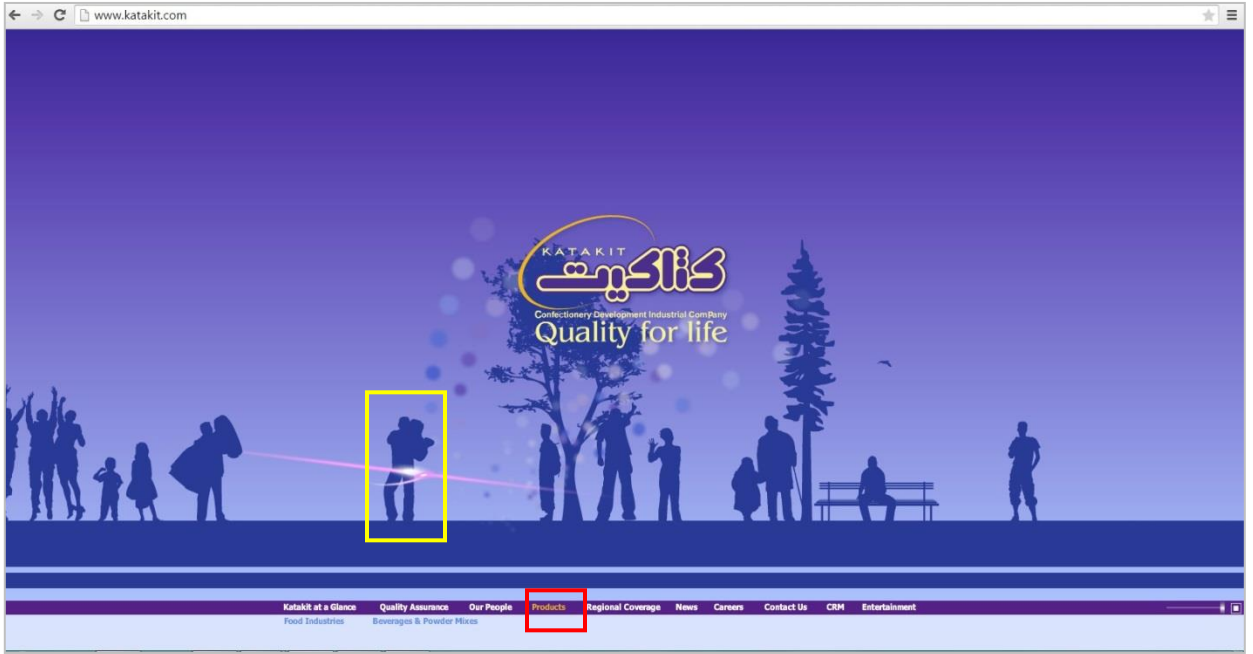 www.katakit.com
KATAKIT
كتاكيت
Confectionery Development Industrial Company
Quality for life
Katakit at a Glance Quality Assurance Our People Products Regional Coverage News Careers Contact Us CRM Entertainment
Food Industries Beverages & Powder Mixes